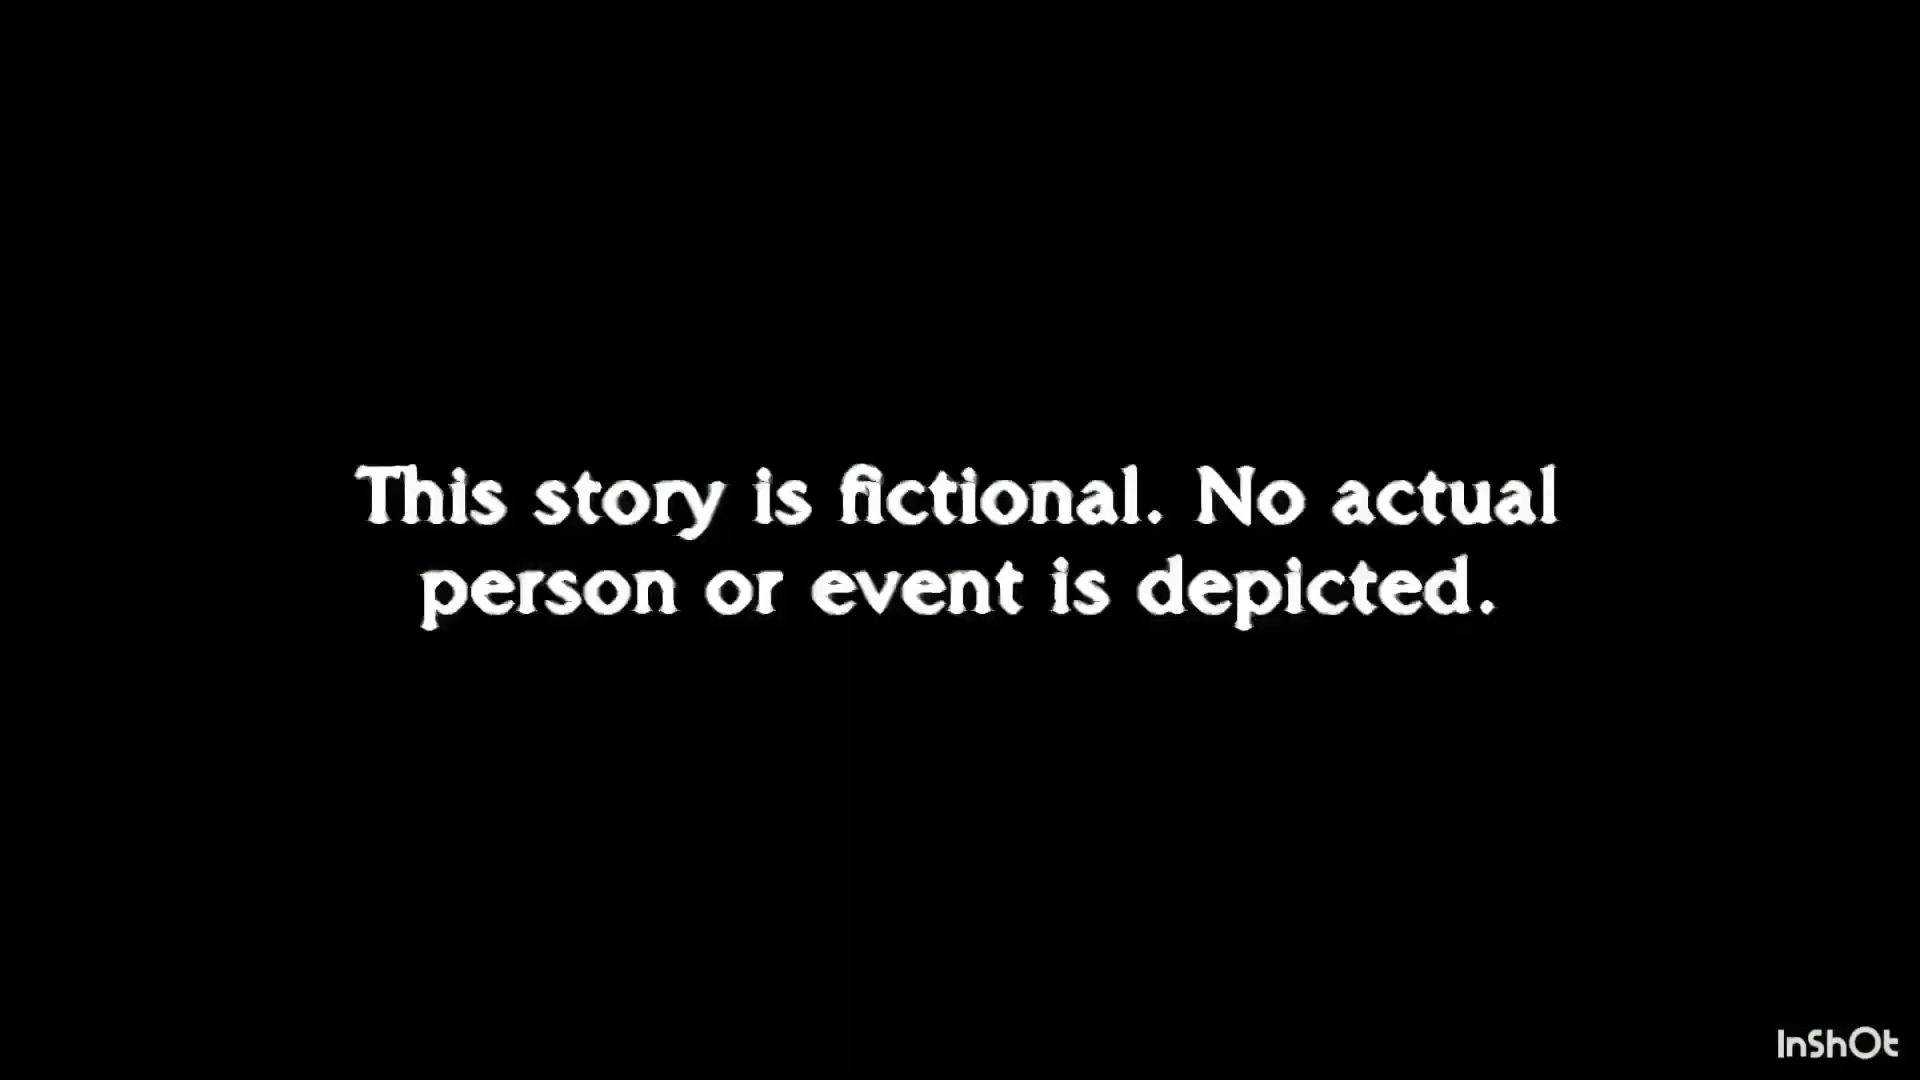 This story is fictional. No actual
person or event is depicted.
InShOt